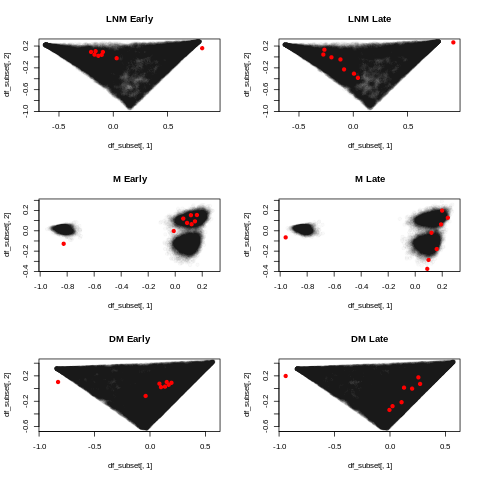 LNM Early
df_subset[, 2]
0.2
-0.2
-0.6
-1.0
-0.5
0.0
0.5
df_subset[, 1]
LNM Late
df_subset[, 2]
0.2
-0.2
-0.6
-1.0
-0.5
0.0
0.5
df_subset[, 1]
M Early
df_subset[, 2]
0.2
0.0
-0.2
-0.4
-1.0 -0.8 -0.6 -0.4 -0.2 0.0 0.2
df_subset[, 1]
M Late
df_subset[, 2]
0.2
0.0
-0.2
-0.4
-1.0 -0.8 -0.6 -0.4 -0.2 0.0 0.2
df_subset[, 1]
DM Early
df_subset[, 2]
0.2
-0.2
-0.6
-1.0 -0.5 0.0 0.5
df_subset[, 1]
DM Late
df_subset[, 2]
0.2
-0.2
-0.6
-1.0 -0.5 0.0 0.5
df_subset[, 1]